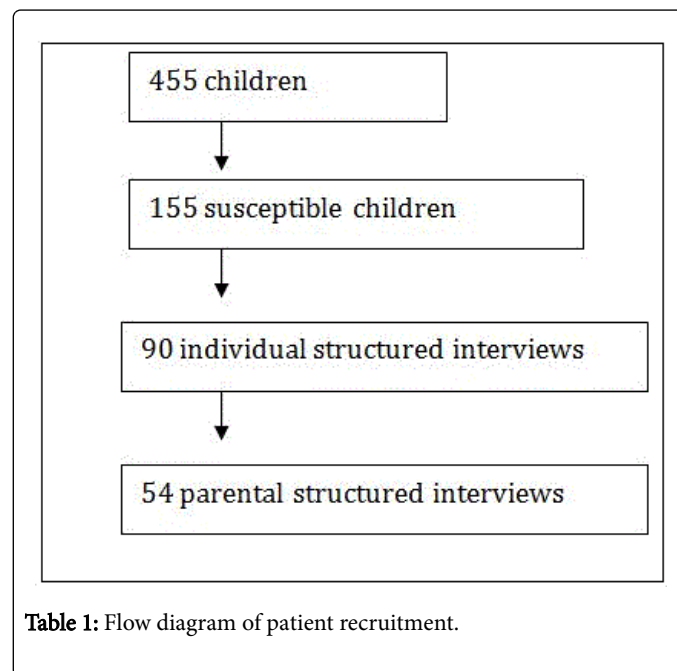 455 children
155 susceptible children
90 individual structured interviews
54 parental structured interviews
Table 1: Flow diagram of patient recruitment.